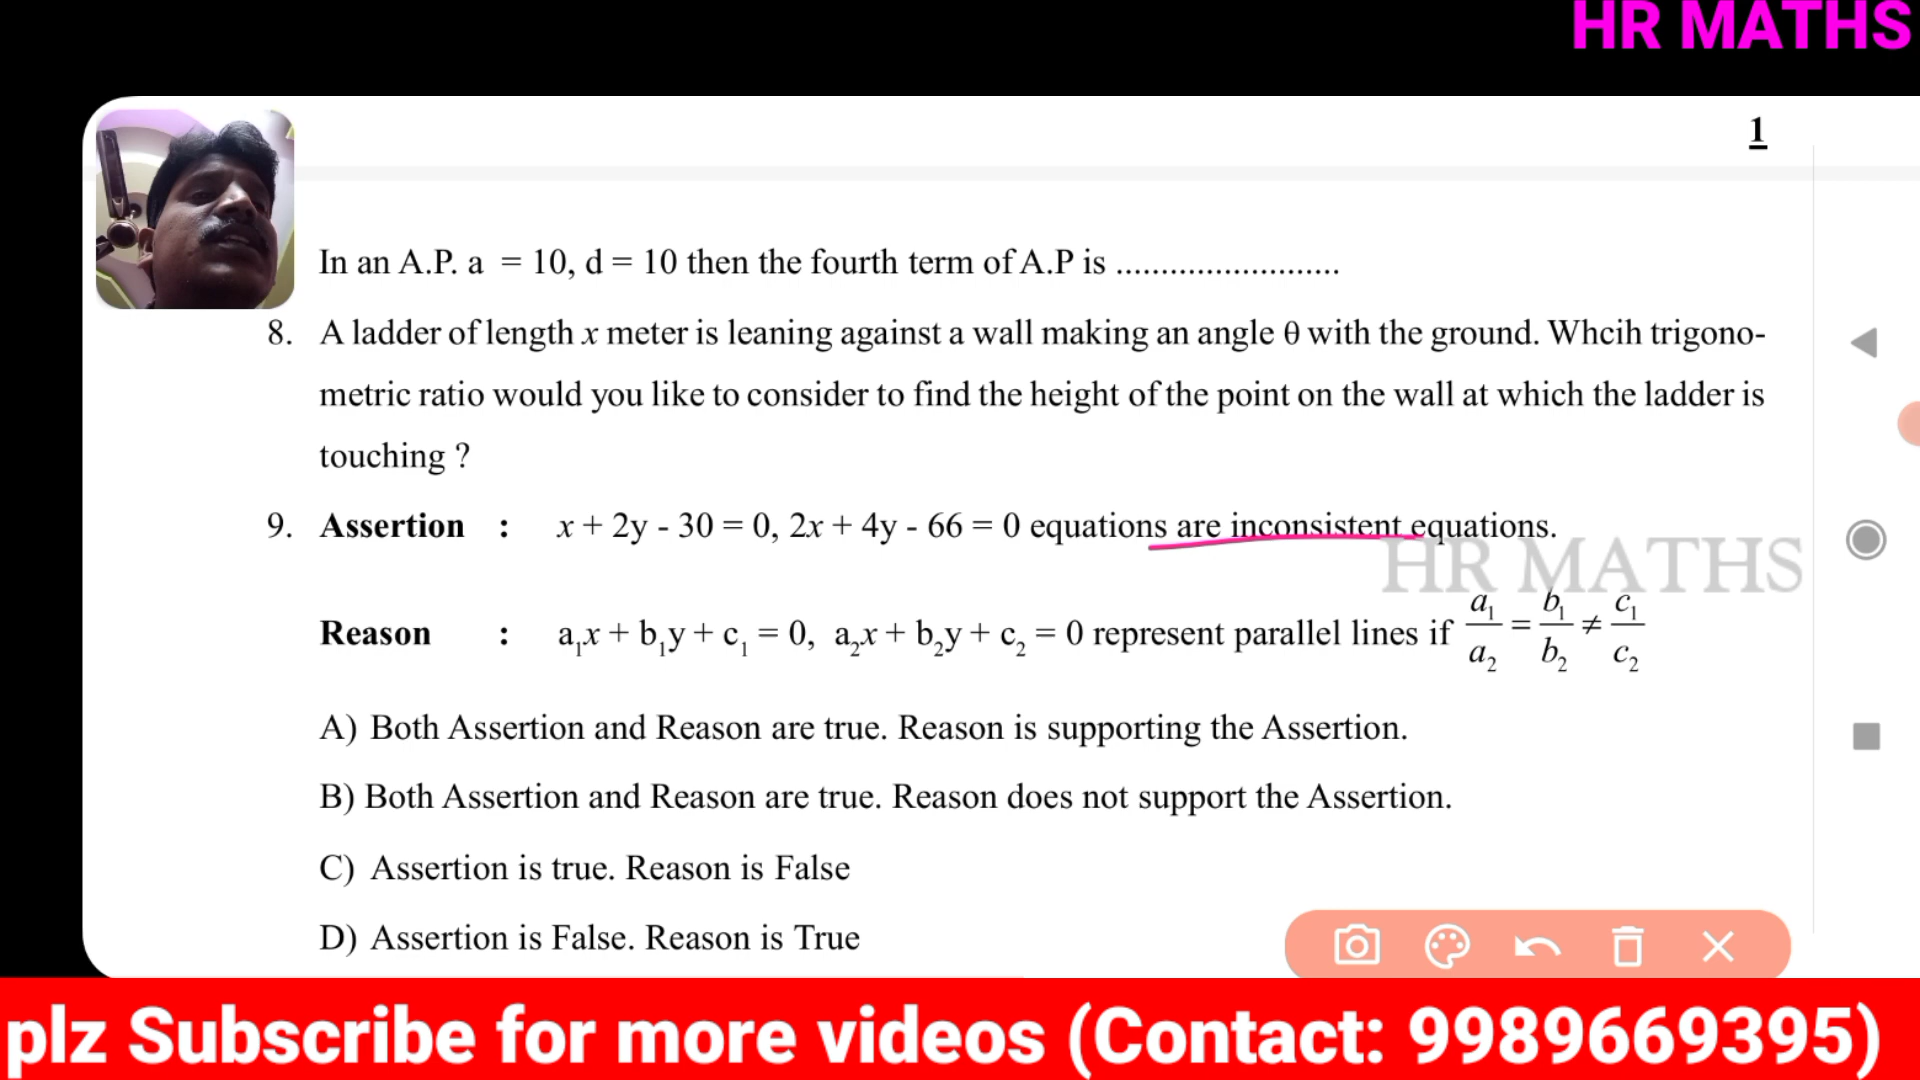 HR MATHS
1
In an A.P. a = 10, d = 10 then the fourth term of A.P is .........................
8. A ladder of length x meter is leaning against a wall making an angle θ with the ground. Whcih trigono-
metric ratio would you like to consider to find the height of the point on the wall at which the ladder is
touching ?
9. Assertion : x + 2y - 30 = 0, 2x + 4y - 66 = 0 equations are inconsistent equations.
HR MATHS
Reason : a₁x + b₁y + c₁ = 0, a₂x + b₂y + c₂ = 0 represent parallel lines if a₁/a₂ = b₁/b₂ ≠ c₁/c₂
A) Both Assertion and Reason are true. Reason is supporting the Assertion.
B) Both Assertion and Reason are true. Reason does not support the Assertion.
C) Assertion is true. Reason is False
D) Assertion is False. Reason is True
plz Subscribe for more videos (Contact: 9989669395)